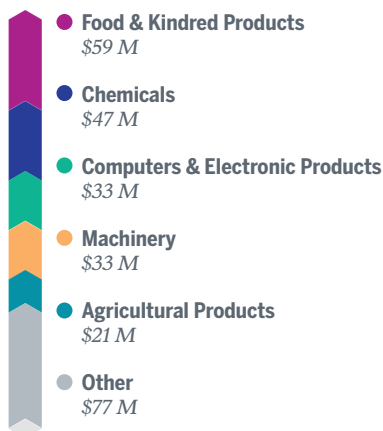 Food & Kindred Products
$59 M
Chemicals
$47 M
Computers & Electronic Products
$33 M
Machinery
$33 M
Agricultural Products
$21 M
Other
$77 M